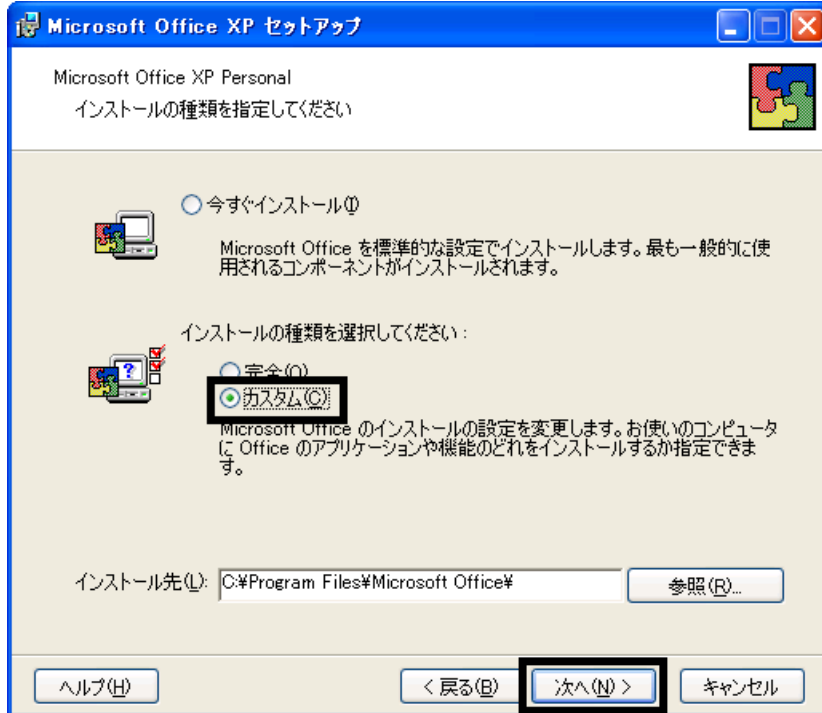 Microsoft Office XP セットアップ
Microsoft Office XP Personal
インストールの種類を指定してください
今すぐインストール(I)
Microsoft Office を標準的な設定でインストールします。最も一般的に使
用されるコンポーネントがインストールされます。
インストールの種類を選択してください：
?
完全(O)
カスタム(C)
Microsoft Office のインストールの設定を変更します。お使いのコンピュータ
に Office のアプリケーションや機能のどれをインストールするか指定できま
す。
インストール先(L): C:¥Program Files¥Microsoft Office¥ 参照(R)...
ヘルプ(H) < 戻る(B) 次へ(N) > キャンセル